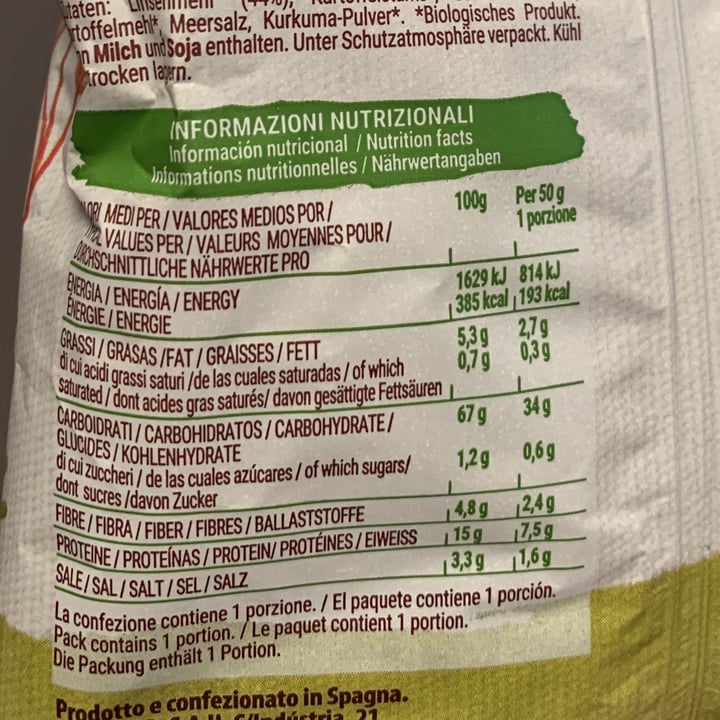 Linsenmehl (44%),
Meersalz, Kurkuma-Pulver*. *Biologisches Produkt.
Milch und Soja enthalten. Unter Schutzatmosphäre verpackt. Kühl
trocken lagern.
INFORMAZIONI NUTRIZIONALI
Información nutricional / Nutrition facts
Informations nutritionnelles / Nährwertangaben
MEDI PER / VALORES MEDIOS POR / 100g Per 50 g
VALUES PER / VALEURS MOYENNES POUR / 1 porzione
DURCHSCHNITTLICHE NÄHRWERTE PRO
ENERGIA / ENERGÍA / ENERGY 1629 kJ 814 kJ
ÉNERGIE / ENERGIE 385 kcal 193 kcal
GRASSI / GRASAS /FAT / GRAISSES / FETT 5,3 g 2,7 g
di cui acidi grassi saturi /de las cuales saturadas / of which 0,7 g 0,3 g
saturated / dont acides gras saturés/ davon gesättigte Fettsäuren
CARBOIDRATI / CARBOHIDRATOS / CARBOHYDRATE / 67 g 34 g
GLUCIDES / KOHLENHYDRATE
di cui zuccheri / de las cuales azúcares / of which sugars/ 1,2 g 0,6 g
dont sucres /davon Zucker
FIBRE / FIBRA / FIBER / FIBRES / BALLASTSTOFFE 4,8 g 2,4 g
PROTEINE / PROTEÍNAS / PROTEIN/ PROTÉINES / EIWEISS 15 g 7,5 g
SALE / SAL / SALT / SEL / SALZ 3,3 g 1,6 g
La confezione contiene 1 porzione. / El paquete contiene 1 porción.
Pack contains 1 portion. / Le paquet contient 1 portion.
Die Packung enthält 1 Portion.
Prodotto e confezionato in Spagna.